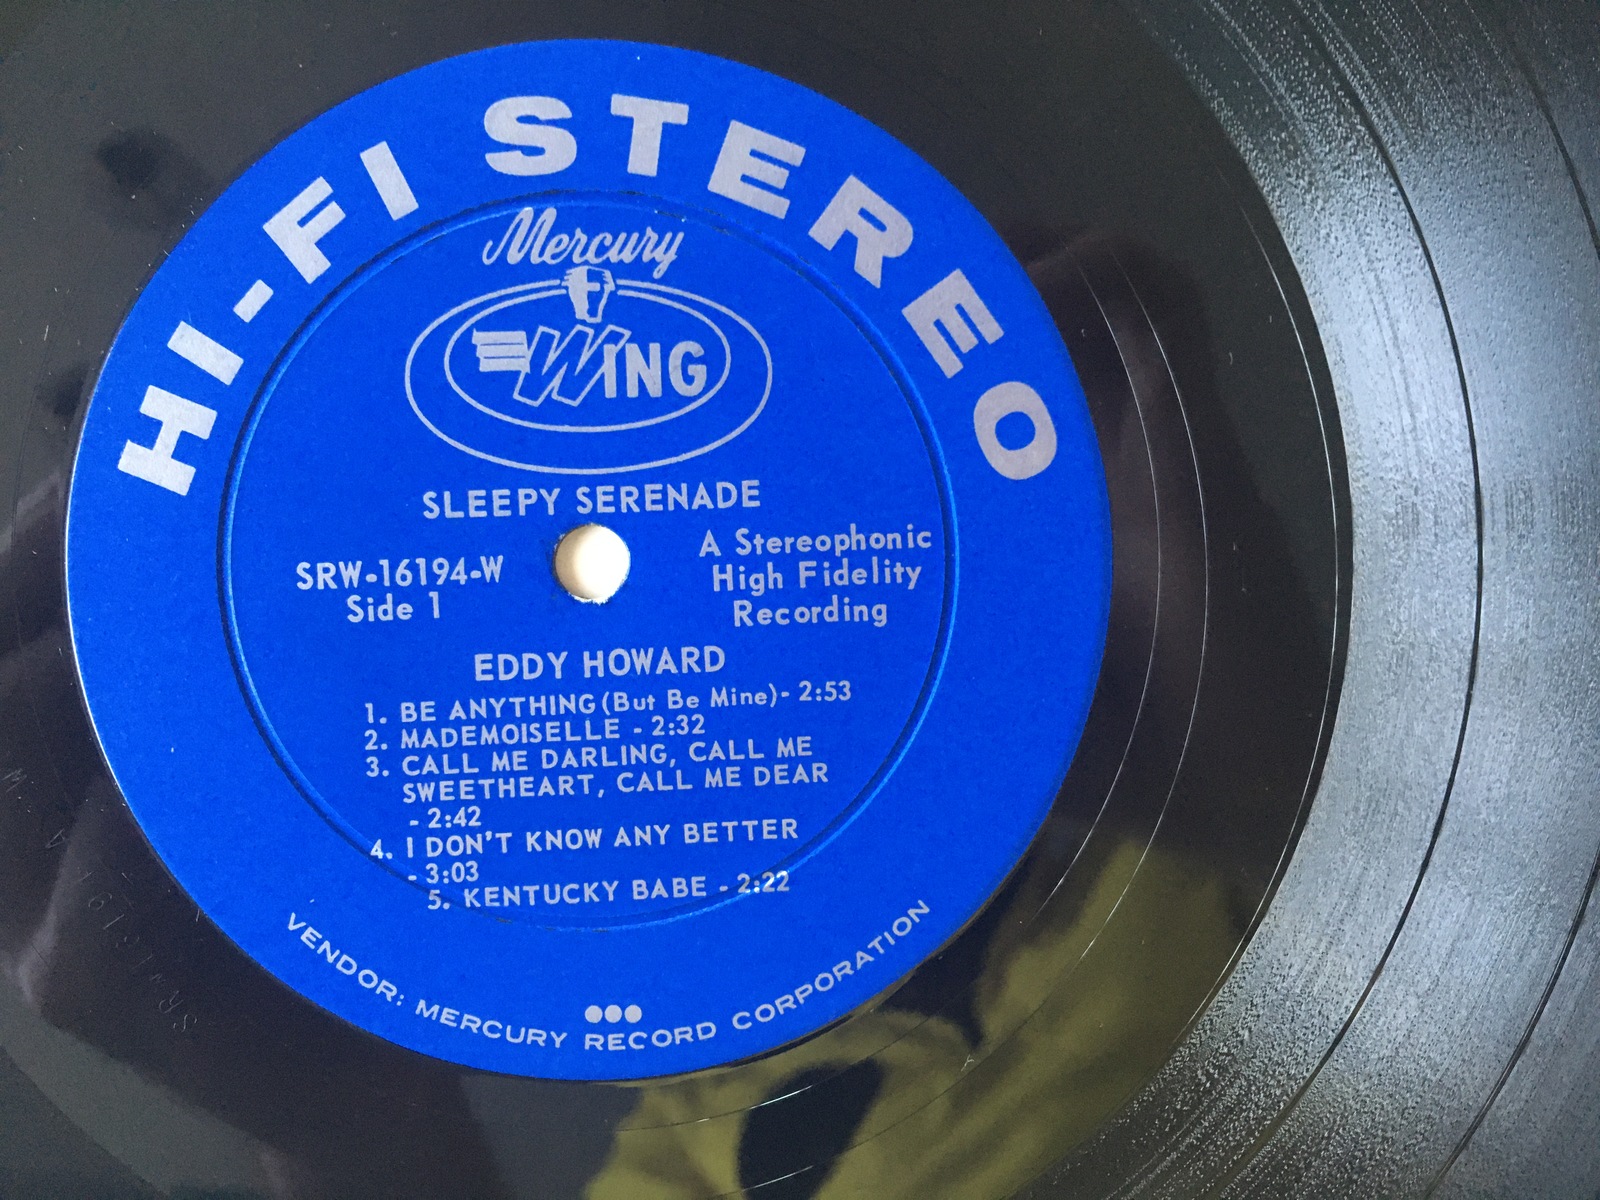 HI-FI STEREO
Mercury
WING
SLEEPY SERENADE
SRW-16194-W
Side 1
A Stereophonic
High Fidelity
Recording
EDDY HOWARD
1. BE ANYTHING (But Be Mine)- 2:53
2. MADEMOISELLE - 2:32
3. CALL ME DARLING, CALL ME
SWEETHEART, CALL ME DEAR
- 2:42
4. I DON'T KNOW ANY BETTER
- 3:03
5. KENTUCKY BABE - 2:22
VENDOR: MERCURY RECORD CORPORATION